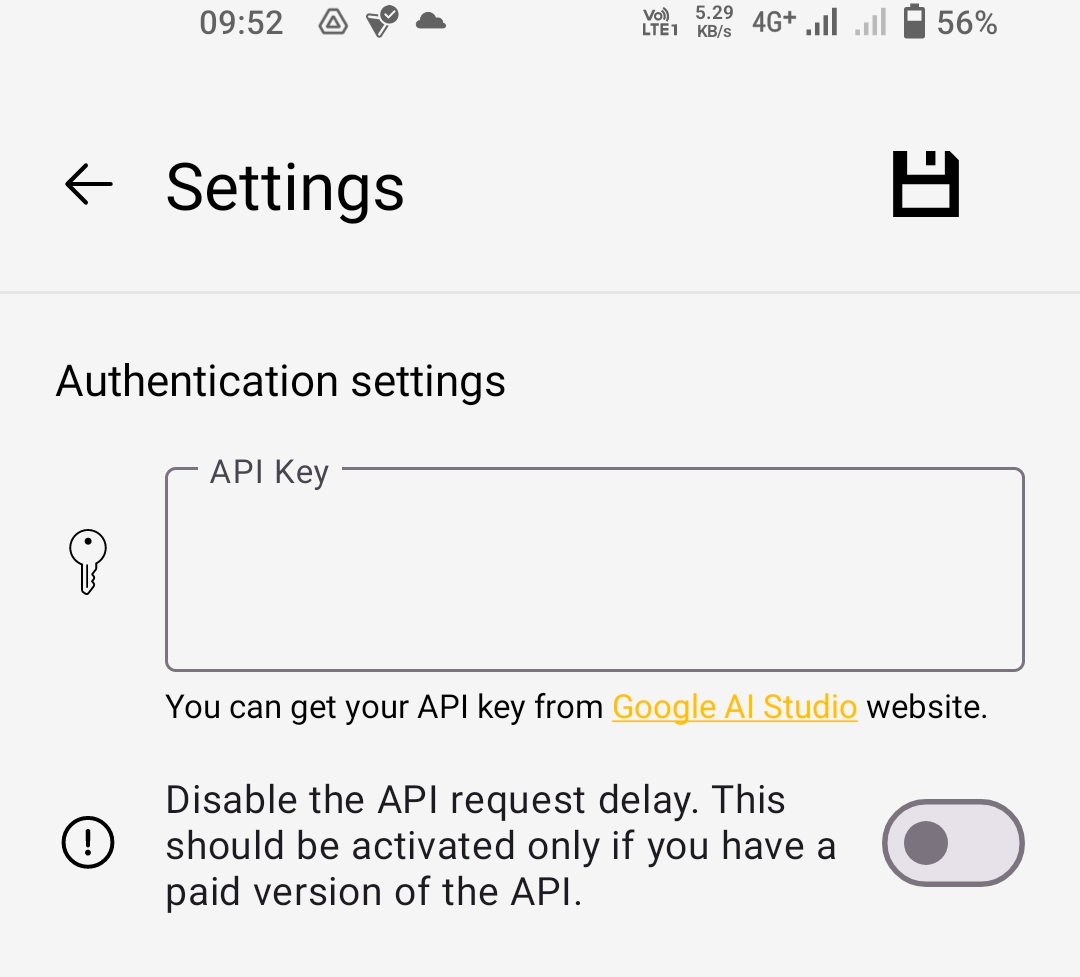 09:52 Vo)) LTE1 5.29 KB/s 4G+ 56%
Settings
Authentication settings
API Key
You can get your API key from Google AI Studio website.
Disable the API request delay. This
should be activated only if you have a
paid version of the API.